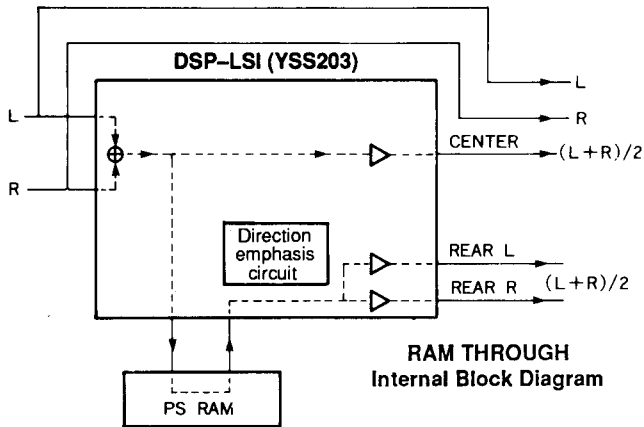 DSP–LSI (YSS203)
L
R
L
R
CENTER
(L+R)/2
Direction
emphasis
circuit
REAR L
REAR R
(L+R)/2
PS RAM
RAM THROUGH
Internal Block Diagram